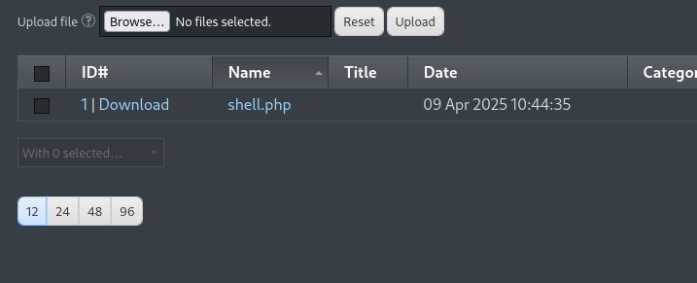 Upload file ? Browse... No files selected. Reset Upload
ID# Name Title Date Categor
1 | Download shell.php 09 Apr 2025 10:44:35
With 0 selected...
12 24 48 96